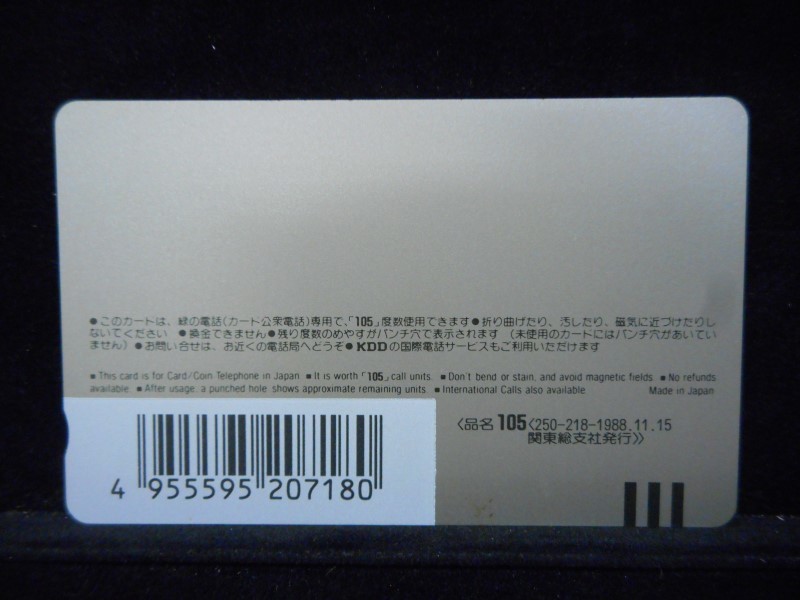 ●このカードは、緑の電話(カード公衆電話)専用で、「105」度数使用できます●折り曲げたり、汚したり、磁気に近づけたりし
ないでください ●換金できません●残り度数のめやすがパンチ穴で表示されます (未使用のカードにはパンチ穴があいてい
ません)●お問い合せは、お近くの電話局へどうぞ●KDDの国際電話サービスもご利用いただけます
■This card is for Card/Coin Telephone in Japan. ■It is worth「105」call units. ■Don't bend or stain, and avoid magnetic fields. ■No refunds
available. ■After usage, a punched hole shows approximate remaining units. ■International Calls also available Made in Japan
〈品名105〈250-218-1988.11.15
関東総支社発行〉〉
4 955595 207180